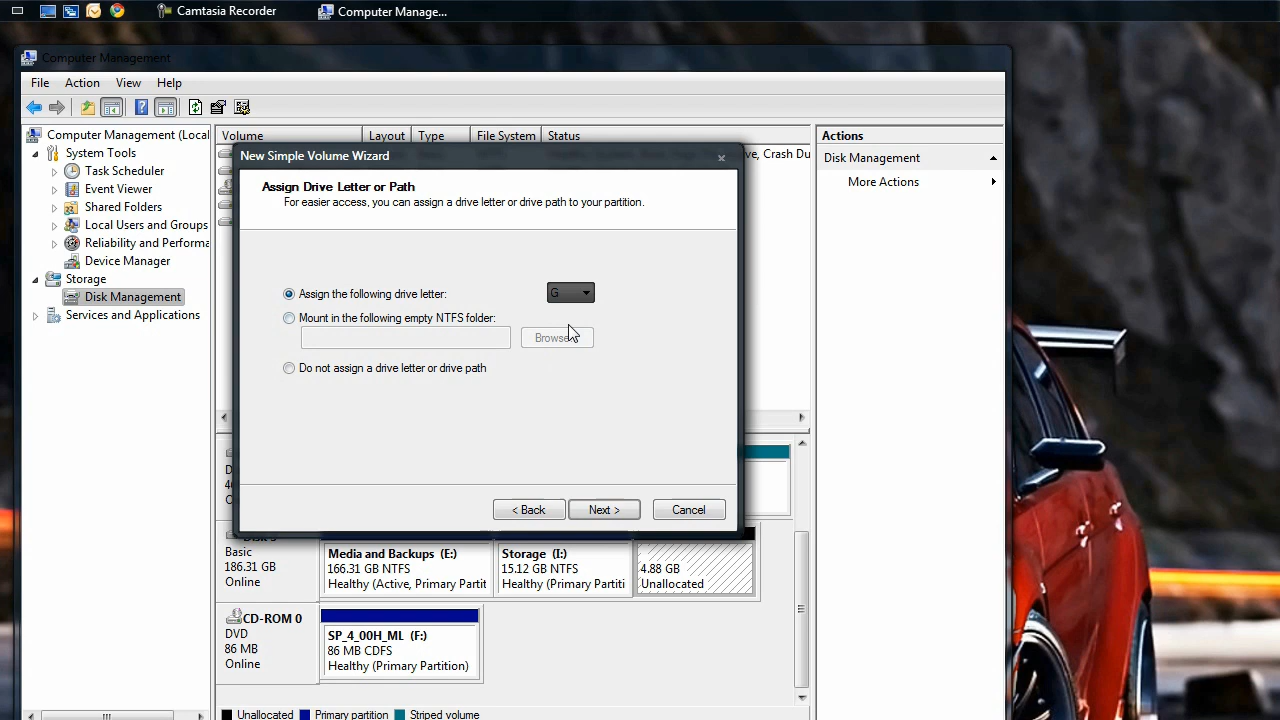 Camtasia Recorder
Computer Manage...
Computer Management
File Action View Help
Computer Management (Local
System Tools
Task Scheduler
Event Viewer
Shared Folders
Local Users and Groups
Reliability and Performa
Device Manager
Storage
Disk Management
Services and Applications
Volume Layout Type File System Status
ve, Crash Du
Actions
Disk Management
More Actions
New Simple Volume Wizard
Assign Drive Letter or Path
For easier access, you can assign a drive letter or drive path to your partition.
Assign the following drive letter: G
Mount in the following empty NTFS folder:
Browse
Do not assign a drive letter or drive path
< Back Next > Cancel
Basic
186.31 GB
Online
Media and Backups (E:)
166.31 GB NTFS
Healthy (Active, Primary Partit
Storage (I:)
15.12 GB NTFS
Healthy (Primary Partiti
4.88 GB
Unallocated
CD-ROM 0
DVD
86 MB
Online
SP_4_00H_ML (F:)
86 MB CDFS
Healthy (Primary Partition)
Unallocated Primary partition Striped volume